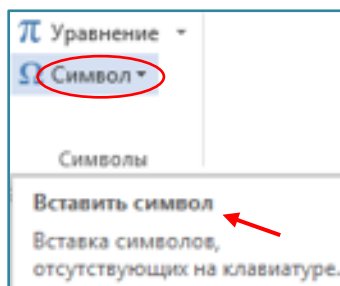 π Уравнение
Ω Символ
Символы
Вставить символ
Вставка символов,
отсутствующих на клавиатуре.